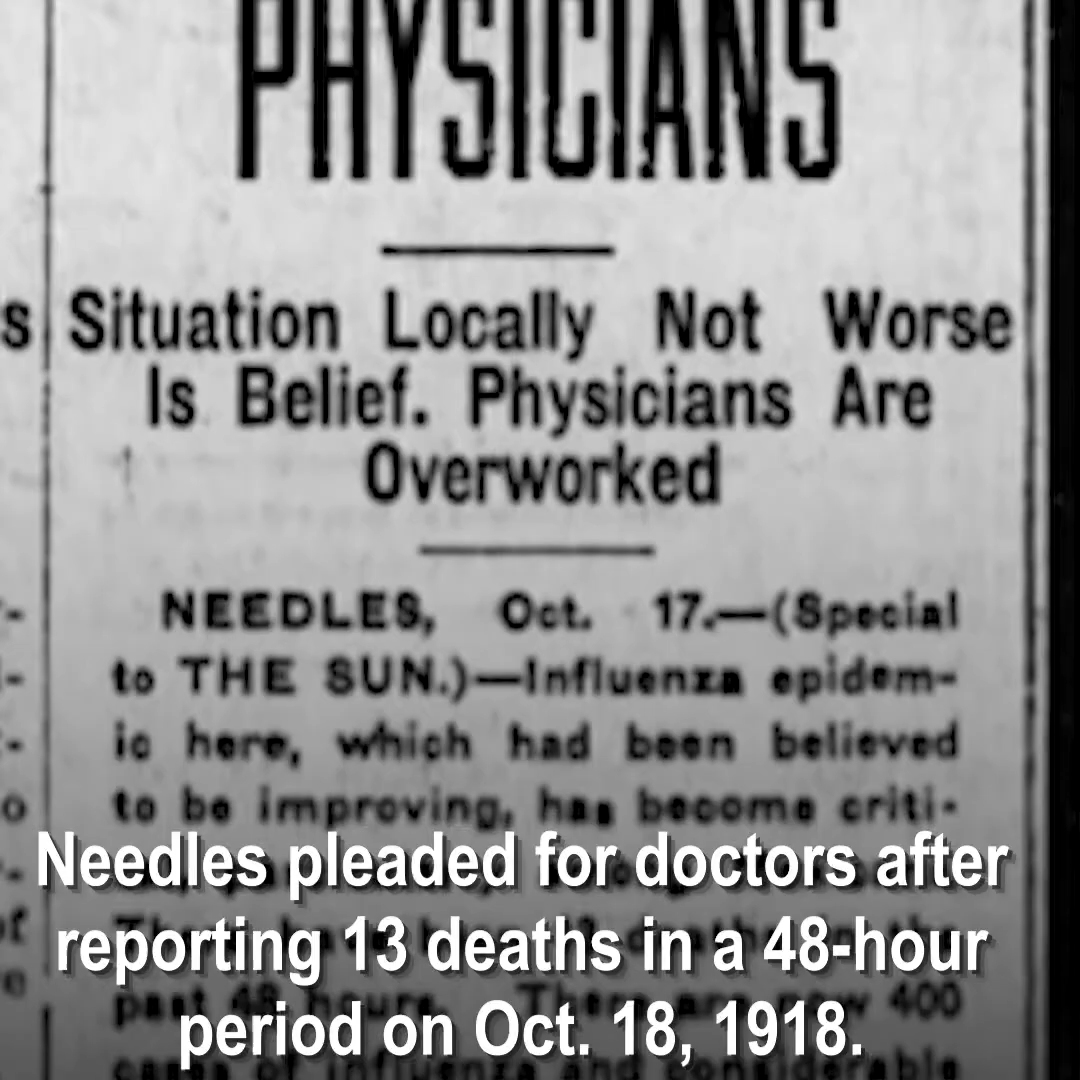 PHYSICIANS
s Situation Locally Not Worse
Is Belief. Physicians Are
Overworked
NEEDLES, Oct. 17.—(Special
to THE SUN.)—Influenza epidem-
ic here, which had been believed
to be improving, has become criti-
Needles pleaded for doctors after
reporting 13 deaths in a 48-hour
past 48 hours. There are now 400
period on Oct. 18, 1918.
cases of influenza and considerable